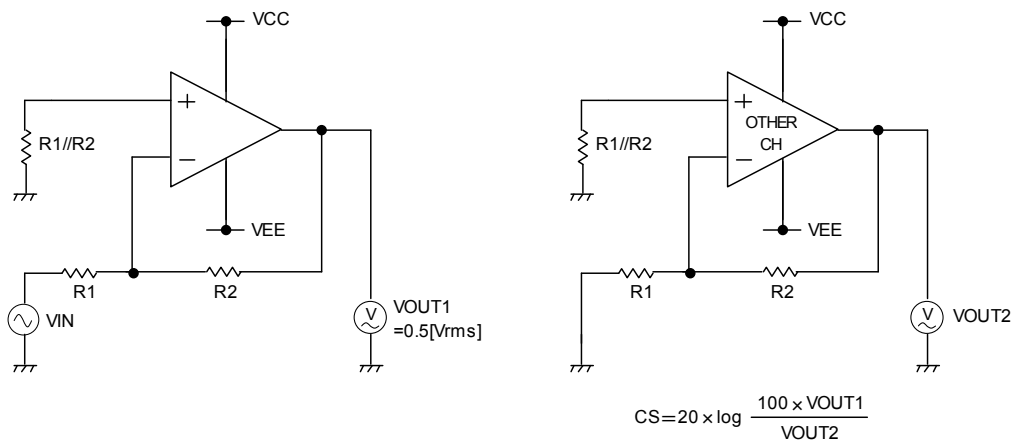 VCC
+
R1//R2
−
VEE
R1
R2
VIN
V
VOUT1
=0.5[Vrms]
VCC
+
OTHER
CH
R1//R2
−
VEE
R1
R2
V
VOUT2
CS=20×log 100×VOUT1
VOUT2